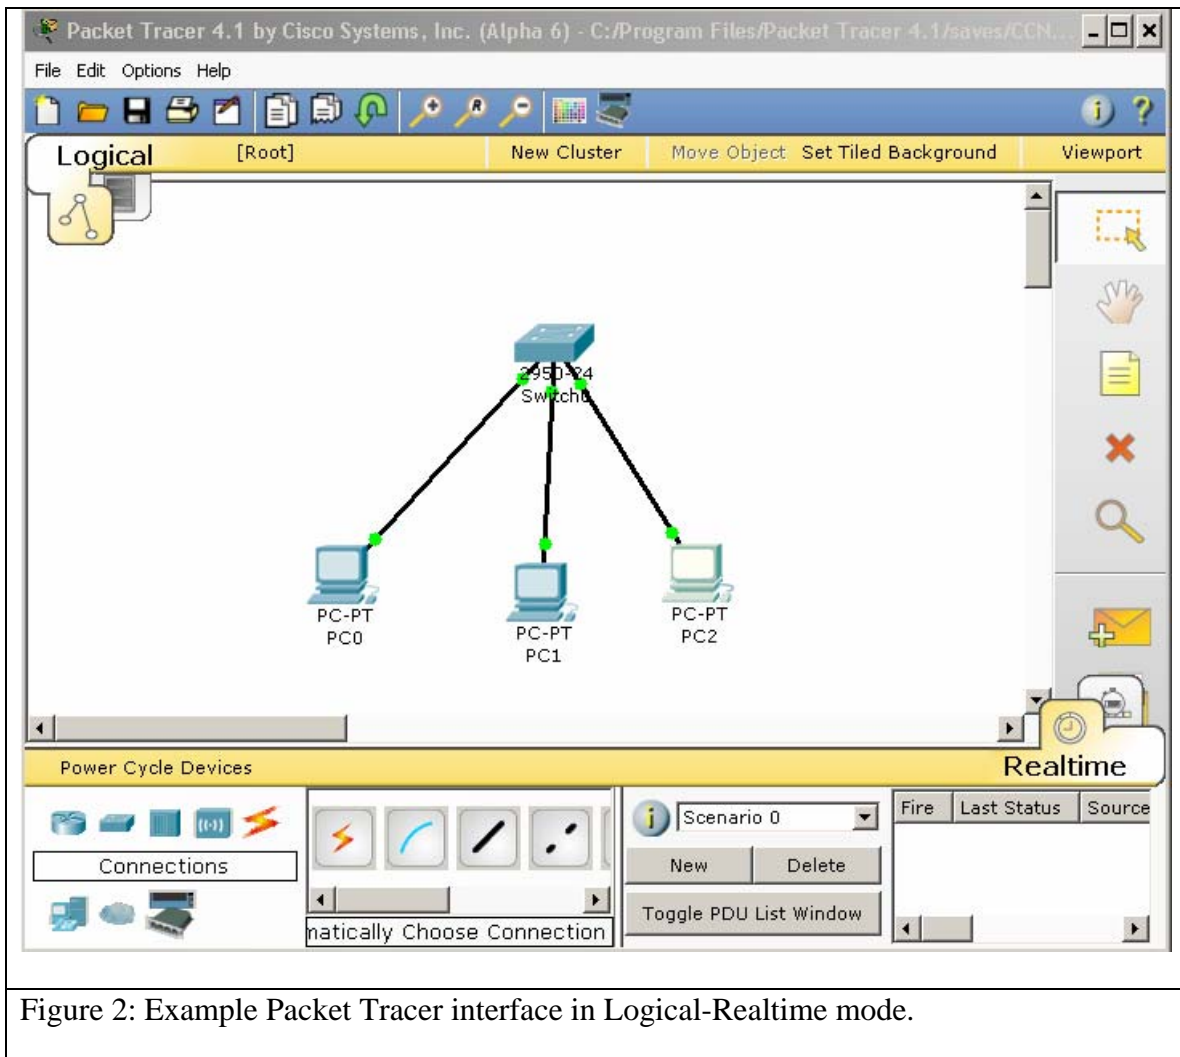 Packet Tracer 4.1 by Cisco Systems, Inc. (Alpha 6) - C:/Program Files/Packet Tracer 4.1/saves/CCN...
File Edit Options Help
Logical [Root] New Cluster Move Object Set Tiled Background Viewport
2950-24
Switch0
PC-PT
PC0
PC-PT
PC1
PC-PT
PC2
Power Cycle Devices Realtime
Connections
matically Choose Connection
Scenario 0
New Delete
Toggle PDU List Window
Fire Last Status Source
Figure 2: Example Packet Tracer interface in Logical-Realtime mode.